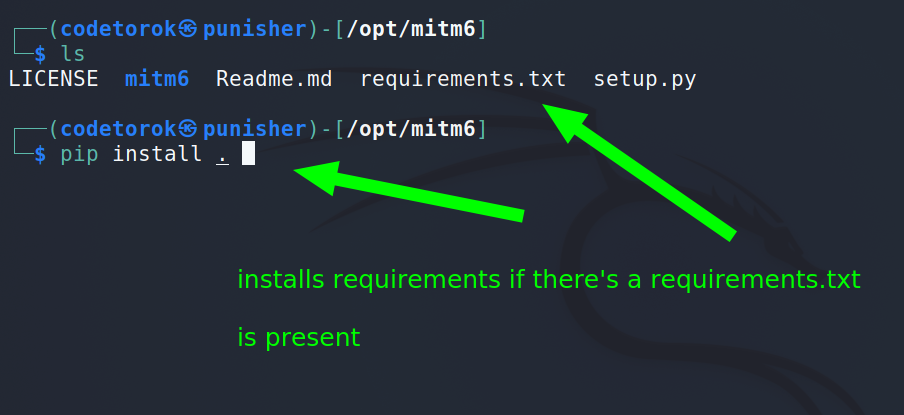 ┌──(codetorok㉿punisher)-[/opt/mitm6]
└─$ ls
LICENSE  mitm6  Readme.md  requirements.txt  setup.py
┌──(codetorok㉿punisher)-[/opt/mitm6]
└─$ pip install .
installs requirements if there's a requirements.txt
is present